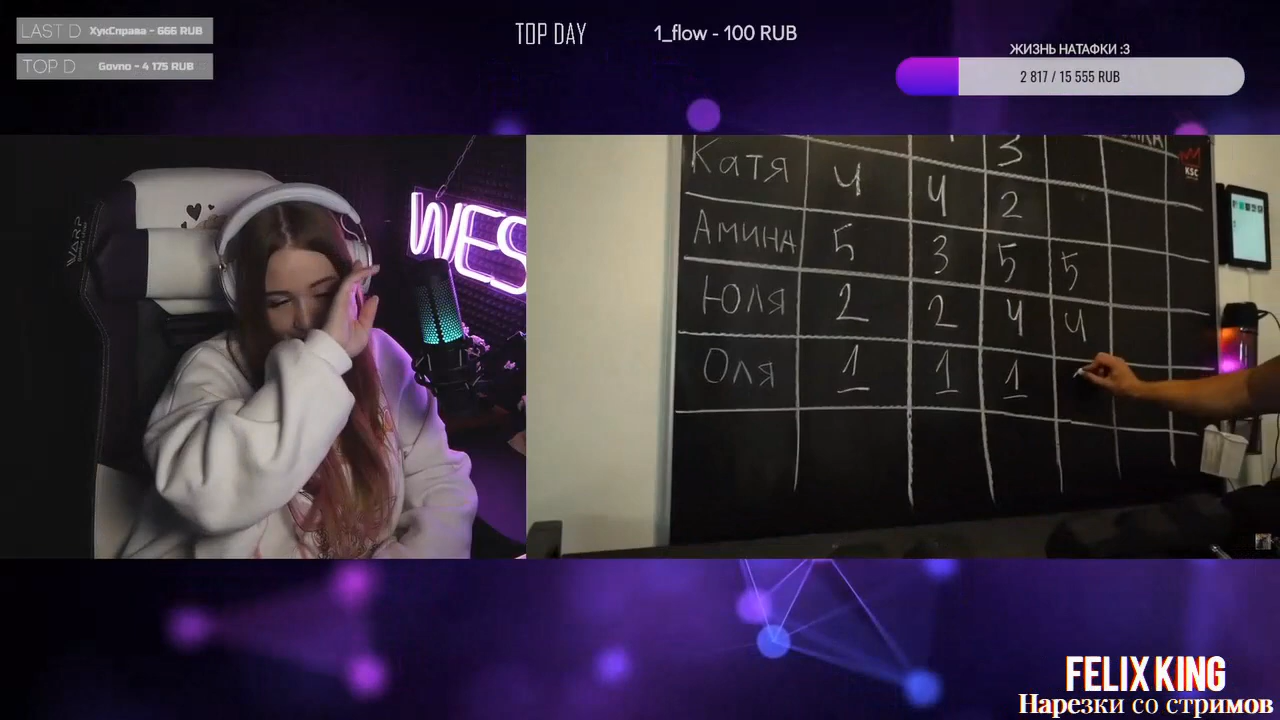 LAST D ХукСправа - 666 RUB
TOP D Govno - 4 175 RUB
TOP DAY 1_flow - 100 RUB
ЖИЗНЬ НАТАФКИ :3
2 817 / 15 555 RUB
WES
WARP
KSC
3
Катя 4 4 2
Амина 5 3 5 5
Юля 2 2 4 4
Оля 1 1 1
FELIX KING
Нарезки со стримов